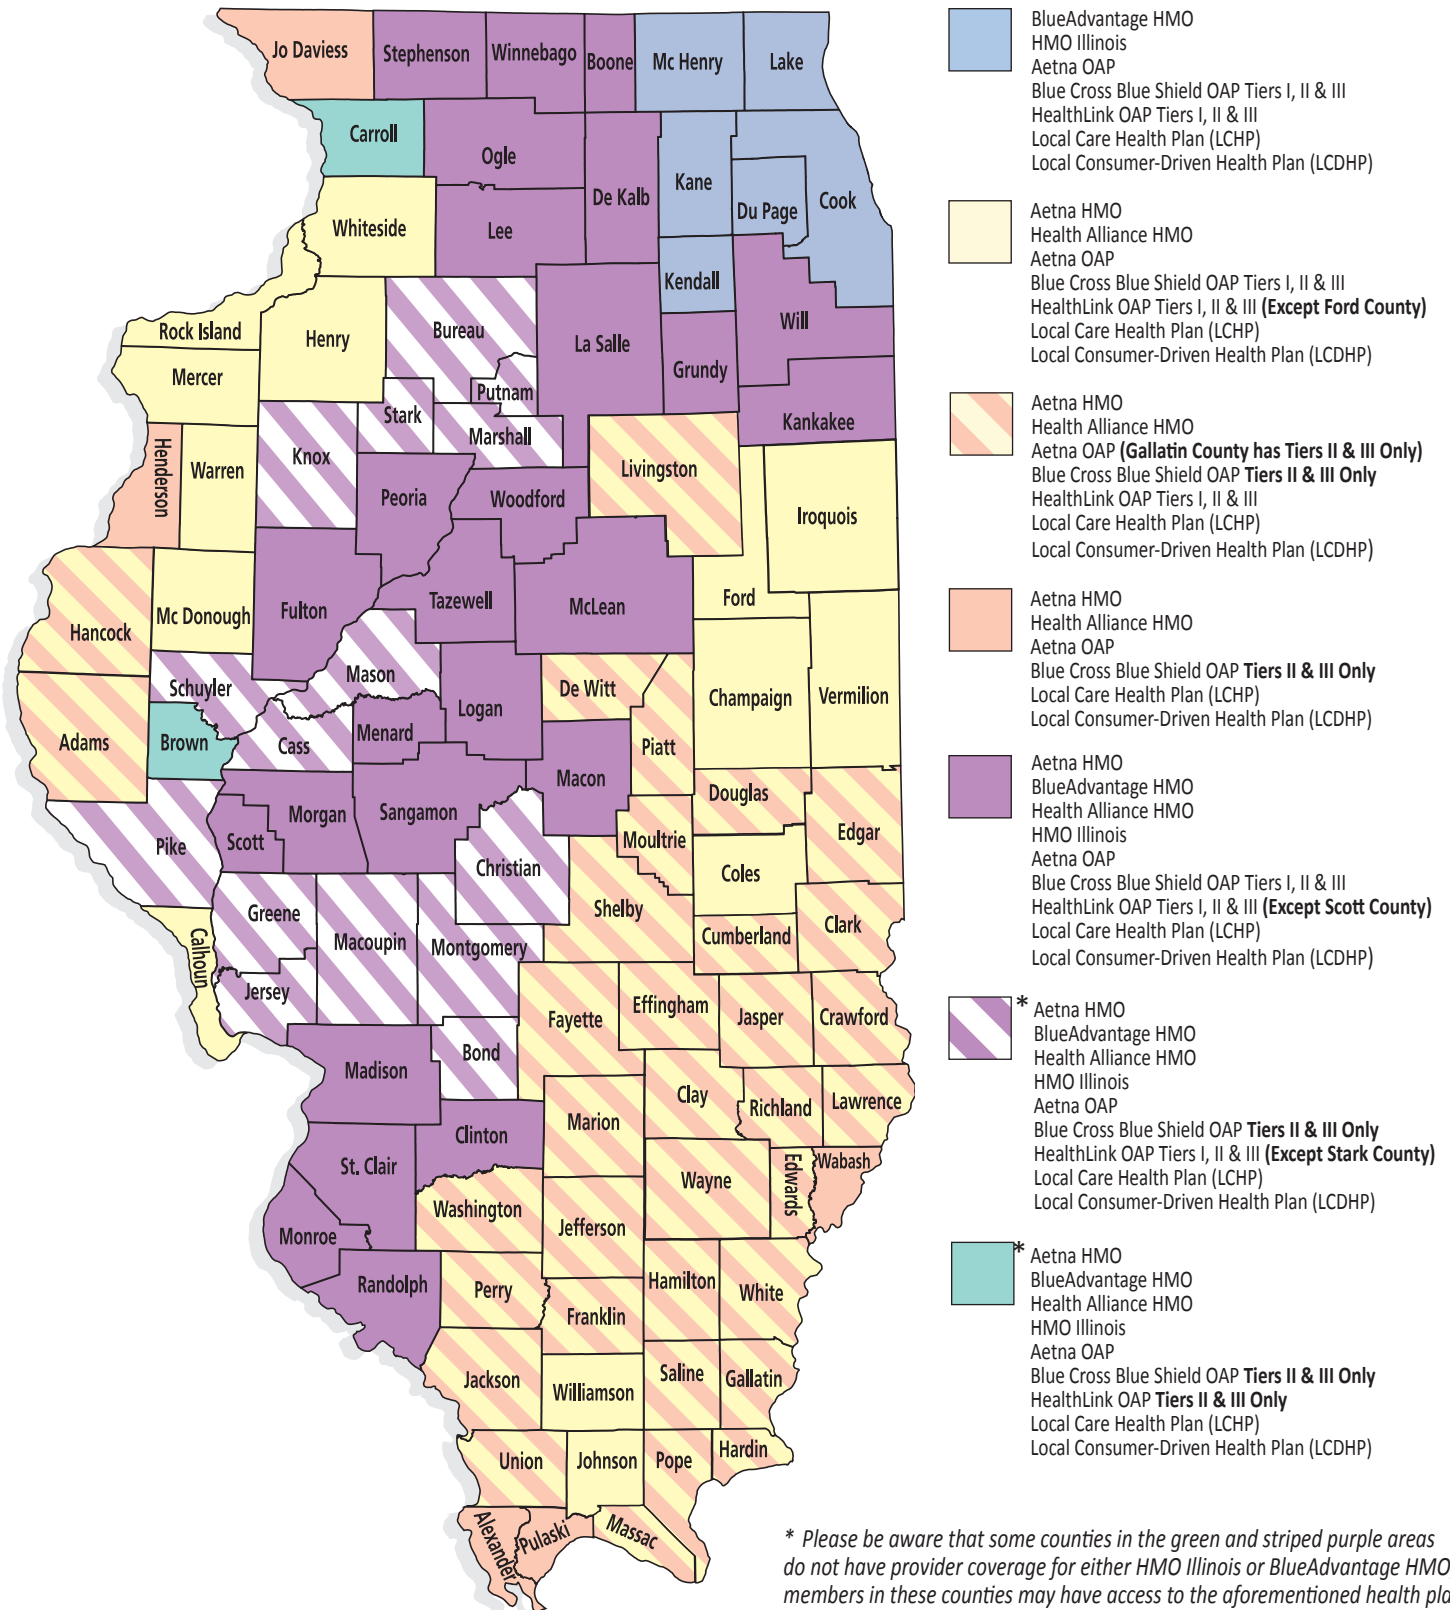 Jo Daviess
Stephenson
Winnebago
Boone
Mc Henry
Lake
Carroll
Ogle
De Kalb
Kane
Du Page
Cook
Whiteside
Lee
Kendall
Rock Island
Henry
Bureau
La Salle
Will
Grundy
Mercer
Putnam
Stark
Marshall
Kankakee
Henderson
Warren
Knox
Peoria
Woodford
Livingston
Iroquois
Hancock
Mc Donough
Fulton
Tazewell
McLean
Ford
Schuyler
Mason
De Witt
Champaign
Vermilion
Adams
Brown
Cass
Menard
Logan
Piatt
Macon
Douglas
Edgar
Pike
Scott
Morgan
Sangamon
Christian
Moultrie
Coles
Greene
Macoupin
Montgomery
Shelby
Cumberland
Clark
Calhoun
Jersey
Bond
Fayette
Effingham
Jasper
Crawford
Madison
Clinton
Marion
Clay
Richland
Lawrence
St. Clair
Washington
Jefferson
Wayne
Edwards
Wabash
Monroe
Randolph
Perry
Franklin
Hamilton
White
Jackson
Williamson
Saline
Gallatin
Union
Johnson
Pope
Hardin
Alexander
Pulaski
Massac
BlueAdvantage HMO
HMO Illinois
Aetna OAP
Blue Cross Blue Shield OAP Tiers I, II & III
HealthLink OAP Tiers I, II & III
Local Care Health Plan (LCHP)
Local Consumer-Driven Health Plan (LCDHP)
Aetna HMO
Health Alliance HMO
Aetna OAP
Blue Cross Blue Shield OAP Tiers I, II & III
HealthLink OAP Tiers I, II & III (Except Ford County)
Local Care Health Plan (LCHP)
Local Consumer-Driven Health Plan (LCDHP)
Aetna HMO
Health Alliance HMO
Aetna OAP (Gallatin County has Tiers II & III Only)
Blue Cross Blue Shield OAP Tiers II & III Only
HealthLink OAP Tiers I, II & III
Local Care Health Plan (LCHP)
Local Consumer-Driven Health Plan (LCDHP)
Aetna HMO
Health Alliance HMO
Aetna OAP
Blue Cross Blue Shield OAP Tiers II & III Only
Local Care Health Plan (LCHP)
Local Consumer-Driven Health Plan (LCDHP)
Aetna HMO
BlueAdvantage HMO
Health Alliance HMO
HMO Illinois
Aetna OAP
Blue Cross Blue Shield OAP Tiers I, II & III
HealthLink OAP Tiers I, II & III (Except Scott County)
Local Care Health Plan (LCHP)
Local Consumer-Driven Health Plan (LCDHP)
* Aetna HMO
BlueAdvantage HMO
Health Alliance HMO
HMO Illinois
Aetna OAP
Blue Cross Blue Shield OAP Tiers II & III Only
HealthLink OAP Tiers I, II & III (Except Stark County)
Local Care Health Plan (LCHP)
Local Consumer-Driven Health Plan (LCDHP)
* Aetna HMO
BlueAdvantage HMO
Health Alliance HMO
HMO Illinois
Aetna OAP
Blue Cross Blue Shield OAP Tiers II & III Only
HealthLink OAP Tiers II & III Only
Local Care Health Plan (LCHP)
Local Consumer-Driven Health Plan (LCDHP)
* Please be aware that some counties in the green and striped purple areas
do not have provider coverage for either HMO Illinois or BlueAdvantage HMO
members in these counties may have access to the aforementioned health